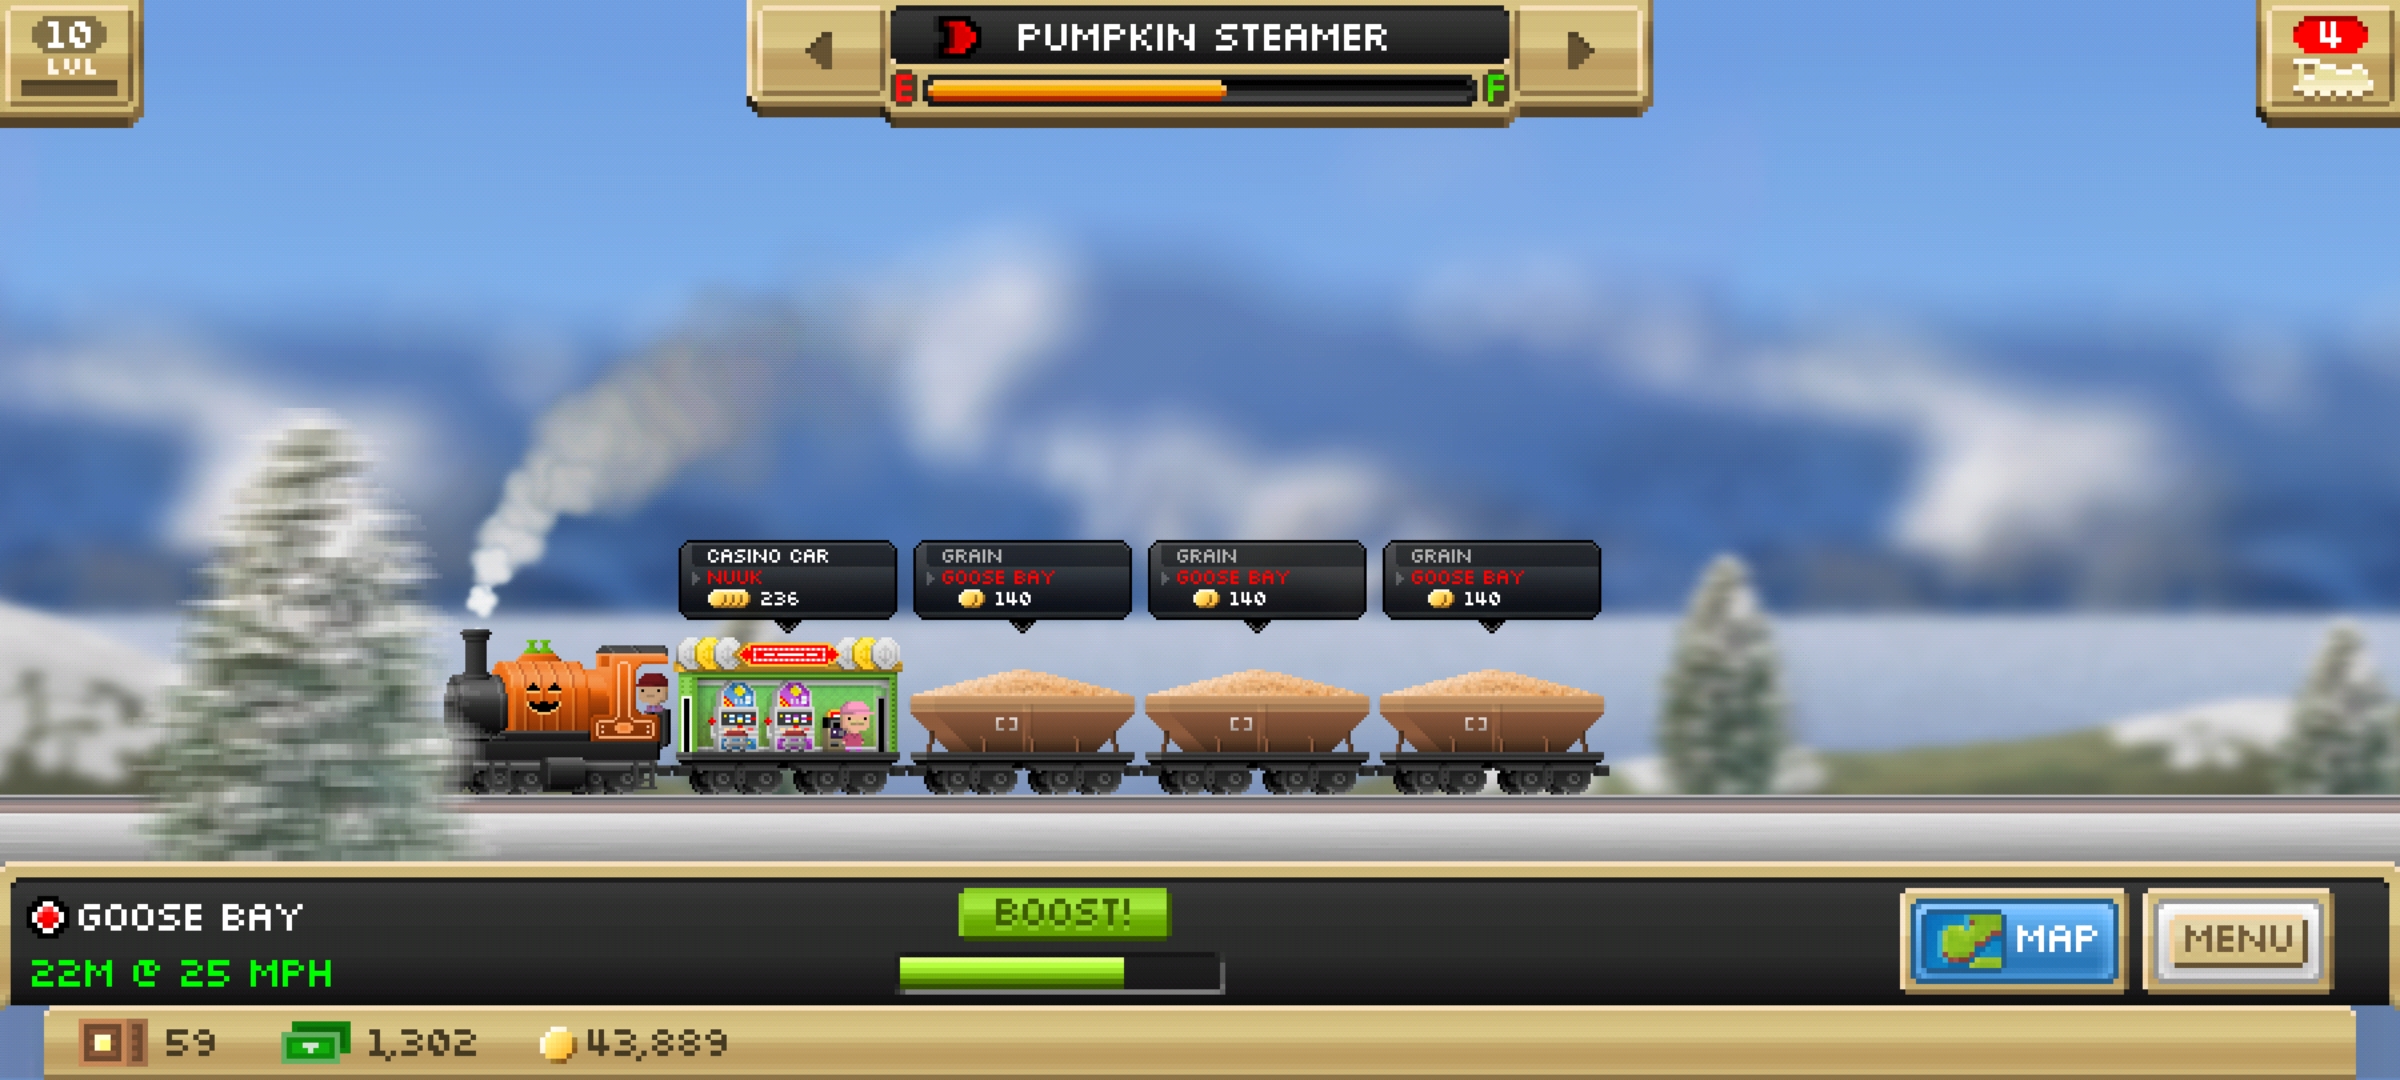 10
LVL
PUMPKIN STEAMER
E
F
4
CASINO CAR
NUUK
236
GRAIN
GOOSE BAY
140
GRAIN
GOOSE BAY
140
GRAIN
GOOSE BAY
140
GOOSE BAY
22M @ 25 MPH
BOOST!
MAP
MENU
59
1,302
43,889